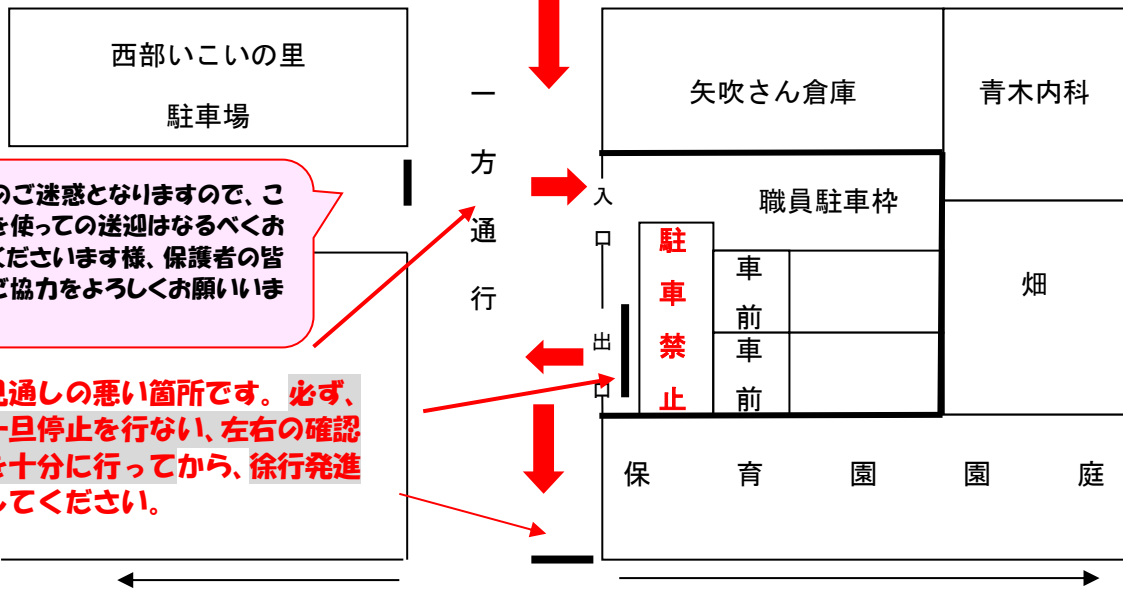 西部いこいの里
駐車場
一方通行
矢吹さん倉庫
青木内科
のご迷惑となりますので、こ
を使っての送迎はなるべくお
くださいます様、保護者の皆
ご協力をよろしくお願いいま
入口
職員駐車枠
駐車禁止
車前
車前
畑
出口
見通しの悪い箇所です。必ず、
一旦停止を行ない、左右の確認
を十分に行ってから、徐行発進
してください。
保育園園庭